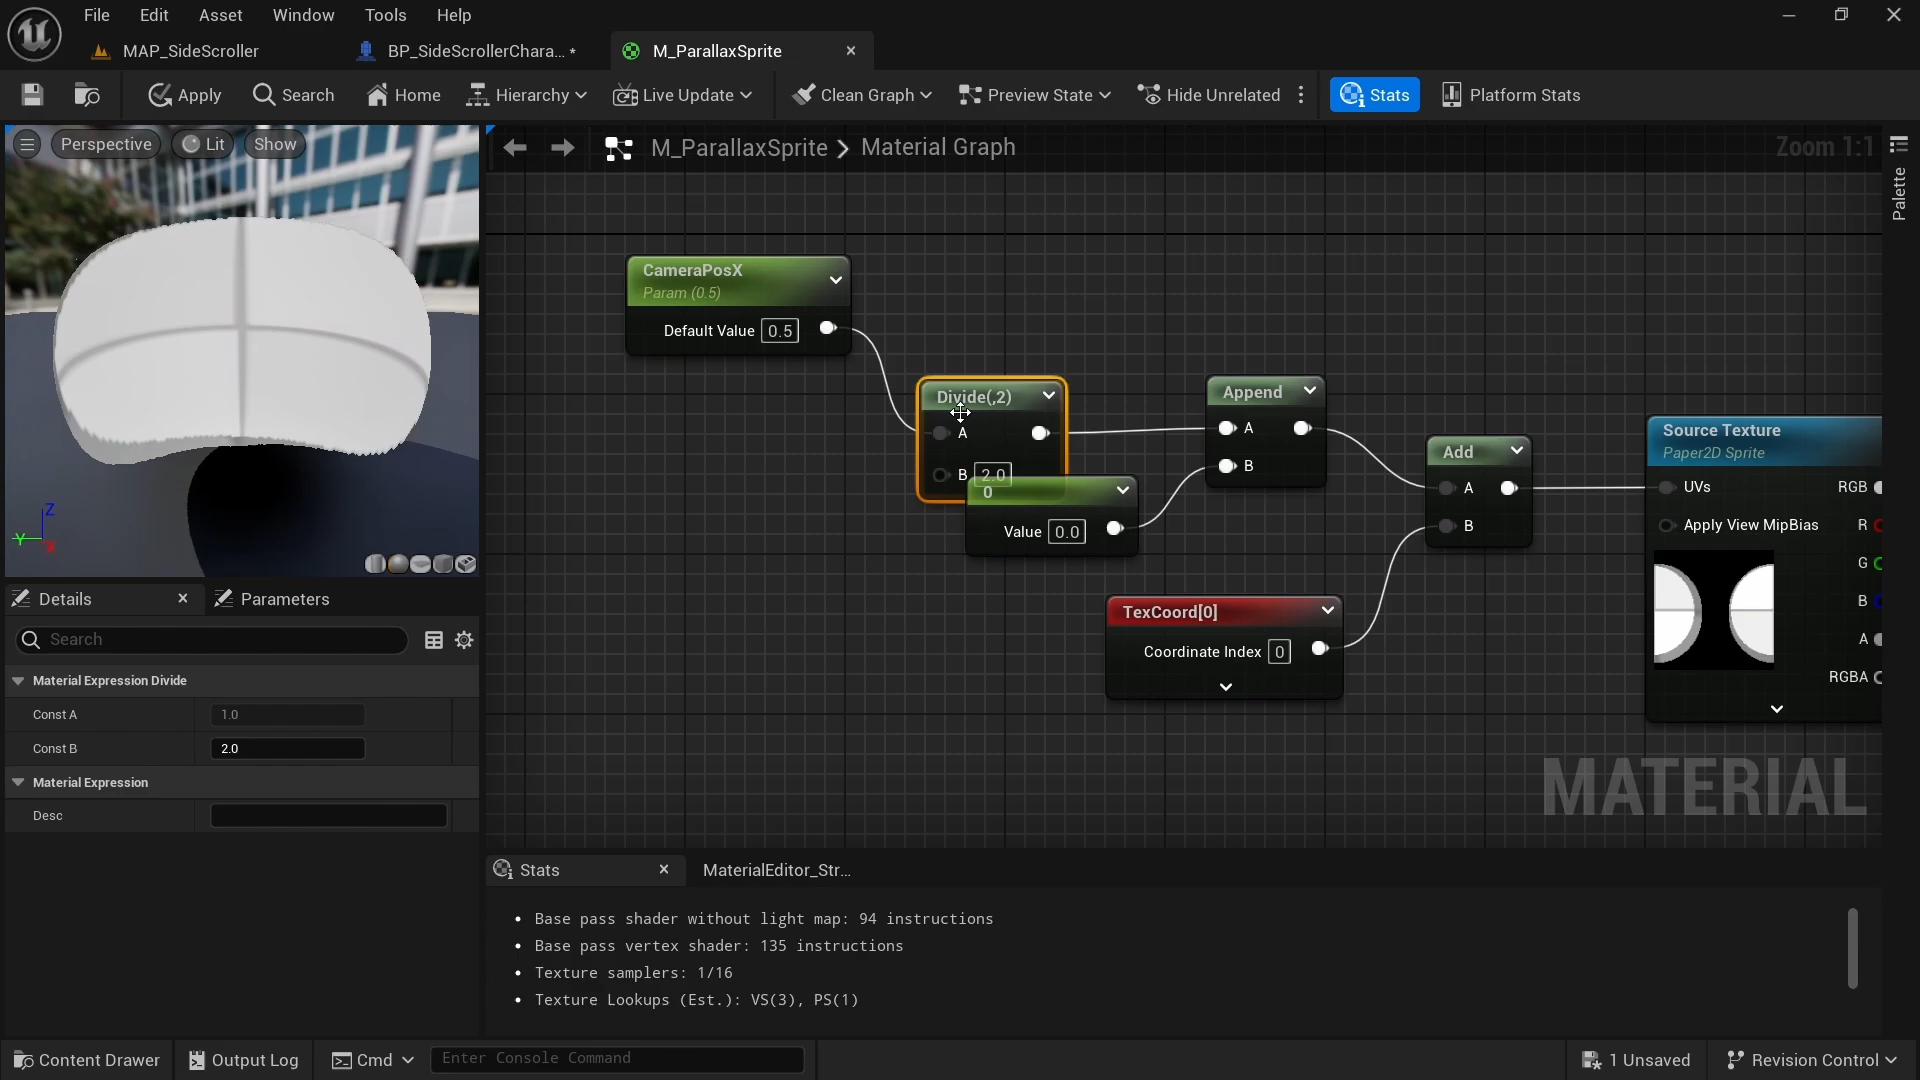 File Edit Asset Window Tools Help
MAP_SideScroller BP_SideScrollerChara... * M_ParallaxSprite
Apply Search Home Hierarchy Live Update Clean Graph Preview State Hide Unrelated Stats Platform Stats
Perspective Lit Show
M_ParallaxSprite > Material Graph Zoom 1:1
Palette
CameraPosX
Param (0.5)
Default Value 0.5
Divide(,2)
A
B 2.0
0
Value 0.0
Append
A
B
Add
A
B
TexCoord[0]
Coordinate Index 0
Source Texture
Paper2D Sprite
UVs RGB
Apply View MipBias R
G
B
A
RGBA
MATERIAL
Z
Y
X
Details Parameters
Search
Material Expression Divide
Const A 1.0
Const B 2.0
Material Expression
Desc
Stats MaterialEditor_Str...
• Base pass shader without light map: 94 instructions
• Base pass vertex shader: 135 instructions
• Texture samplers: 1/16
• Texture Lookups (Est.): VS(3), PS(1)
Content Drawer Output Log Cmd Enter Console Command 1 Unsaved Revision Control